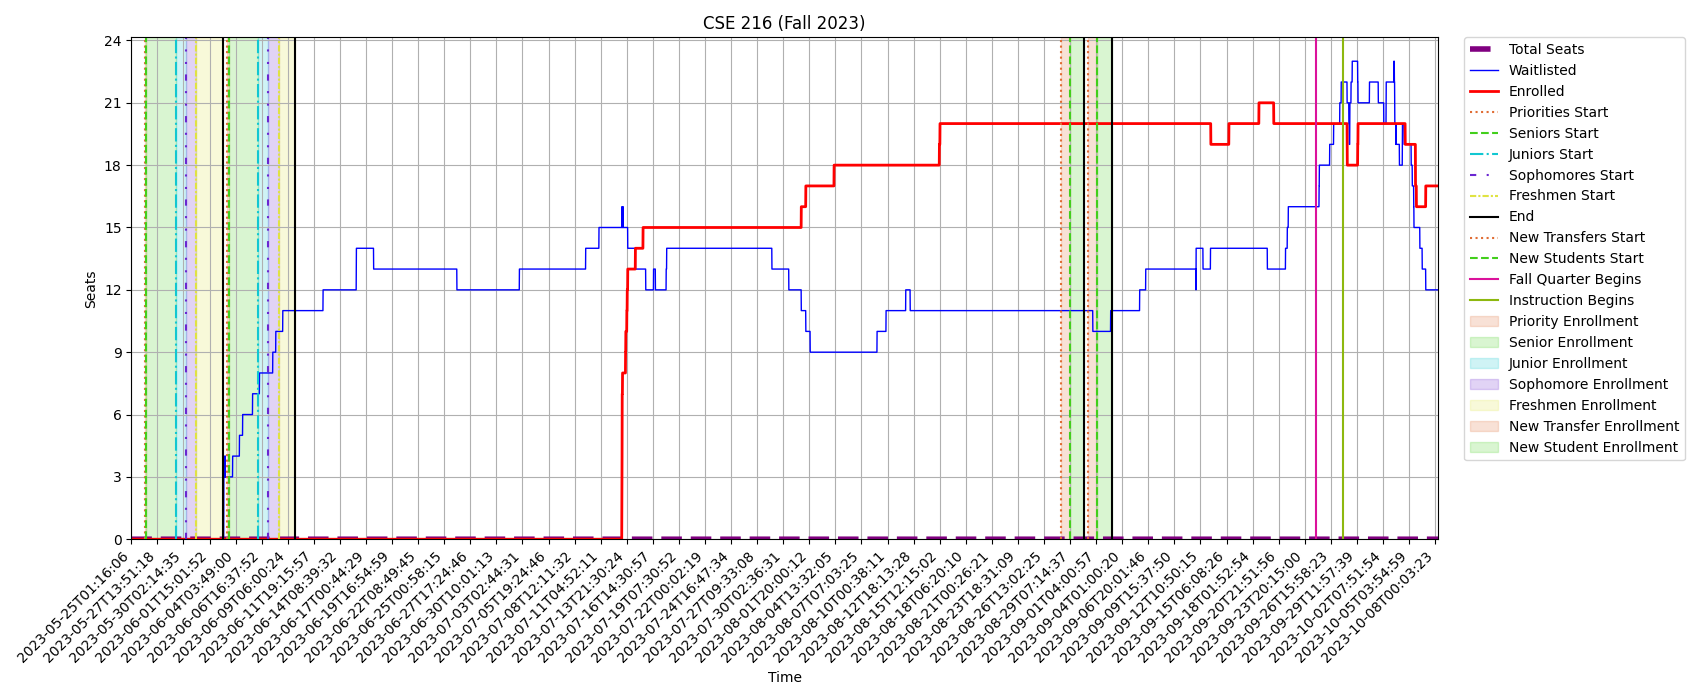 CSE 216 (Fall 2023)
Seats
24
21
18
15
12
9
6
3
0
2023-05-25T01:16:06
2023-05-27T13:51:18
2023-05-30T02:14:35
2023-06-01T15:01:52
2023-06-04T03:49:00
2023-06-06T16:37:52
2023-06-09T06:00:24
2023-06-11T19:15:57
2023-06-14T08:39:32
2023-06-17T00:44:29
2023-06-19T16:54:59
2023-06-22T08:49:45
2023-06-25T00:58:15
2023-06-27T17:24:46
2023-06-30T10:01:13
2023-07-03T02:44:31
2023-07-05T19:24:46
2023-07-08T12:11:32
2023-07-11T04:52:11
2023-07-13T21:30:24
2023-07-16T14:30:57
2023-07-19T07:30:52
2023-07-22T00:02:19
2023-07-24T16:47:34
2023-07-27T09:33:08
2023-07-30T02:36:31
2023-08-01T20:00:12
2023-08-04T13:32:05
2023-08-07T07:03:25
2023-08-10T00:38:11
2023-08-12T18:13:28
2023-08-15T12:15:02
2023-08-18T06:20:10
2023-08-21T00:26:21
2023-08-23T18:31:09
2023-08-26T13:02:25
2023-08-29T07:14:37
2023-09-01T04:00:57
2023-09-04T01:00:20
2023-09-06T20:01:46
2023-09-09T15:37:50
2023-09-12T10:50:15
2023-09-15T06:08:26
2023-09-18T01:52:54
2023-09-20T21:51:56
2023-09-23T20:15:00
2023-09-26T15:58:23
2023-09-29T11:57:39
2023-10-02T07:51:54
2023-10-05T03:54:59
2023-10-08T00:03:23
Time
Total Seats
Waitlisted
Enrolled
Priorities Start
Seniors Start
Juniors Start
Sophomores Start
Freshmen Start
End
New Transfers Start
New Students Start
Fall Quarter Begins
Instruction Begins
Priority Enrollment
Senior Enrollment
Junior Enrollment
Sophomore Enrollment
Freshmen Enrollment
New Transfer Enrollment
New Student Enrollment